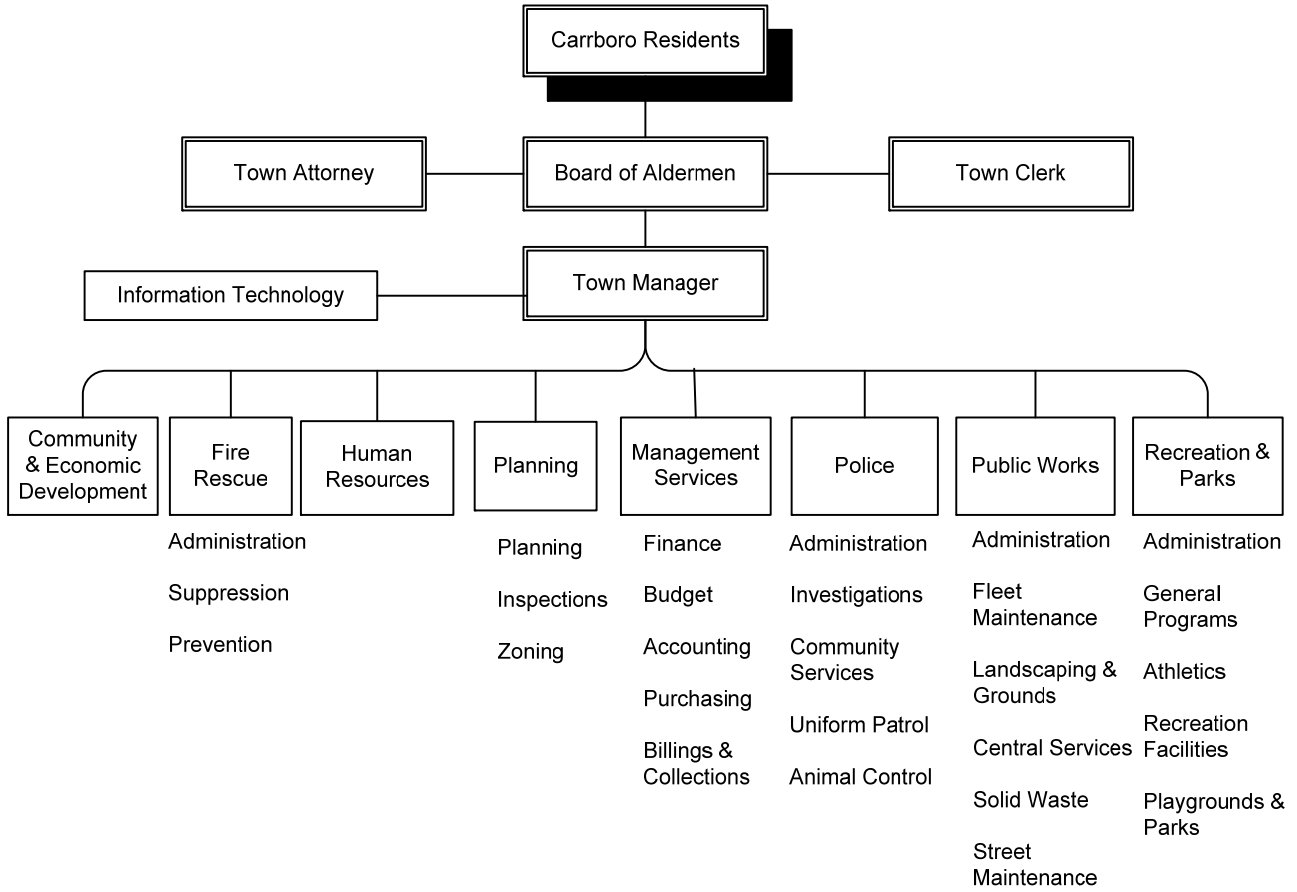 Carrboro Residents
Town Attorney
Board of Aldermen
Town Clerk
Information Technology
Town Manager
Community
& Economic
Development
Fire
Rescue
Human
Resources
Planning
Management
Services
Police
Public Works
Recreation &
Parks
Administration
Suppression
Prevention
Planning
Inspections
Zoning
Finance
Budget
Accounting
Purchasing
Billings &
Collections
Administration
Investigations
Community
Services
Uniform Patrol
Animal Control
Administration
Fleet
Maintenance
Landscaping &
Grounds
Central Services
Solid Waste
Street
Maintenance
Administration
General
Programs
Athletics
Recreation
Facilities
Playgrounds &
Parks